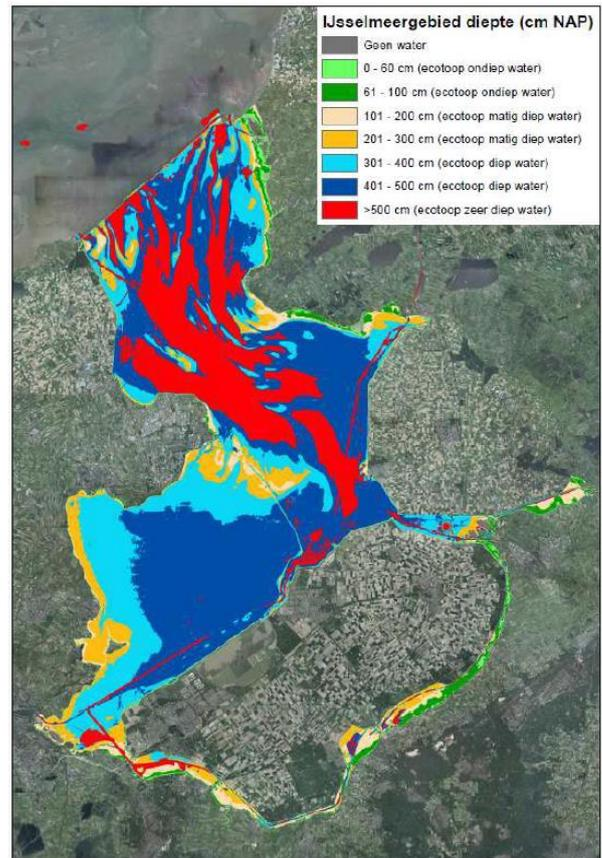 IJsselmeergebied diepte (cm NAP)
Geen water
0 - 60 cm (ecotoop ondiep water)
61 - 100 cm (ecotoop ondiep water)
101 - 200 cm (ecotoop matig diep water)
201 - 300 cm (ecotoop matig diep water)
301 - 400 cm (ecotoop diep water)
401 - 500 cm (ecotoop diep water)
>500 cm (ecotoop zeer diep water)